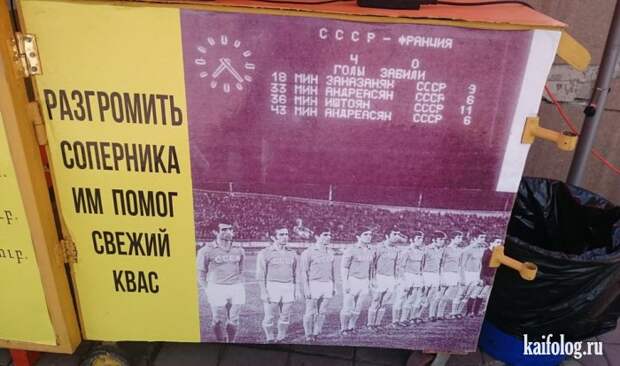 РАЗГРОМИТЬ
СОПЕРНИКА
ИМ ПОМОГ
СВЕЖИЙ
КВАС
СССР - ФРАНЦИЯ
4 0
ГОЛЫ ЗАБИЛИ
18 МИН ЗАНАЗАНЯН СССР 9
33 МИН АНДРЕАСЯН СССР 6
36 МИН ИШТОЯН СССР 11
43 МИН АНДРЕАСЯН СССР 6
СССР
kaifolog.ru